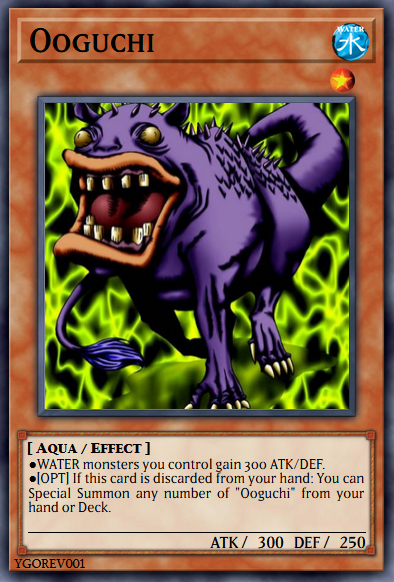 Ooguchi
WATER
水
[ Aqua / Effect ]
●WATER monsters you control gain 300 ATK/DEF.
●[OPT] If this card is discarded from your hand: You can
Special Summon any number of "Ooguchi" from your
hand or Deck.
ATK / 300 DEF / 250
YGOREV001